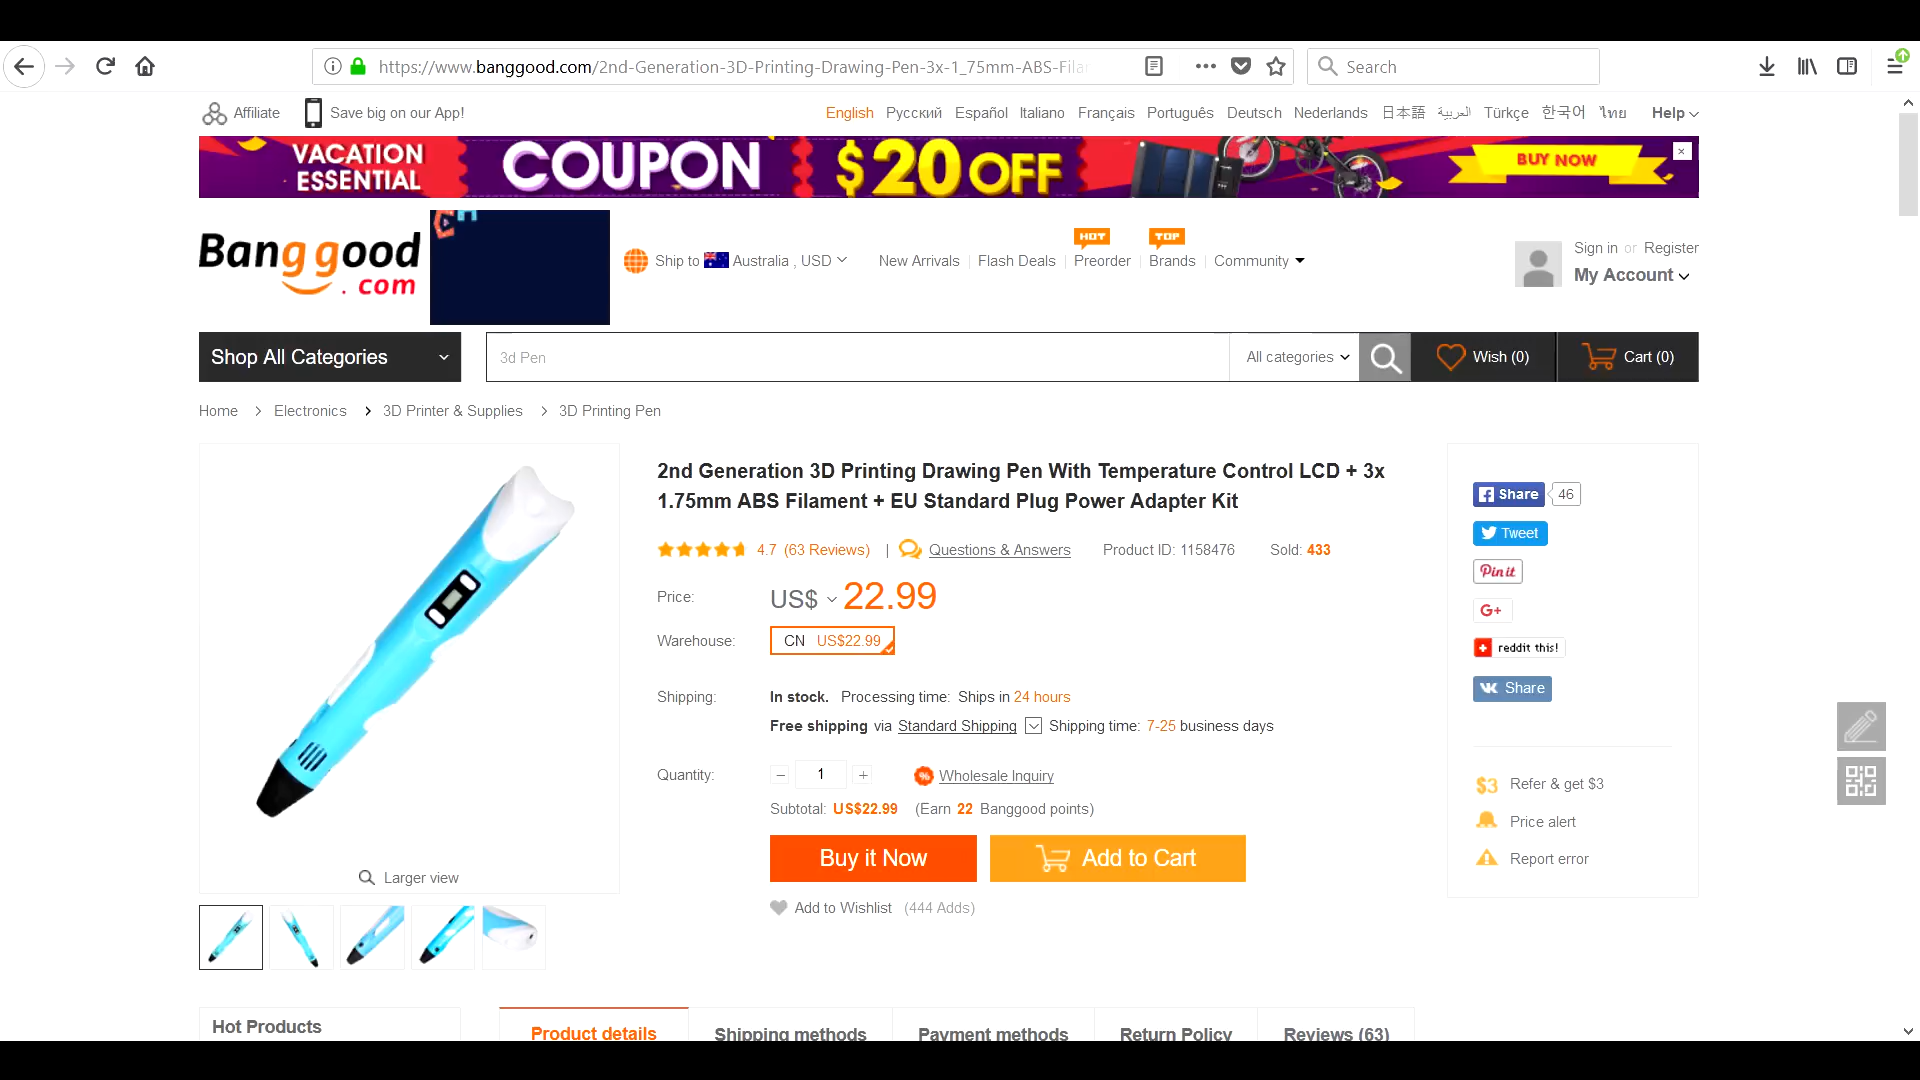 https://www.banggood.com/2nd-Generation-3D-Printing-Drawing-Pen-3x-1_75mm-ABS-Fila
Search
Affiliate
Save big on our App!
English Русский Español Italiano Français Português Deutsch Nederlands 日本語 العربية Türkçe 한국어 ไทย Help
VACATION ESSENTIAL
COUPON $20 OFF
BUY NOW
Banggood.com
Ship to Australia , USD
New Arrivals
Flash Deals
HOT
Preorder
TOP
Brands
Community
Sign in or Register
My Account
Shop All Categories
3d Pen
All categories
Wish (0)
Cart (0)
Home > Electronics > 3D Printer & Supplies > 3D Printing Pen
2nd Generation 3D Printing Drawing Pen With Temperature Control LCD + 3x
1.75mm ABS Filament + EU Standard Plug Power Adapter Kit
4.7 (63 Reviews) | Questions & Answers Product ID: 1158476 Sold: 433
Price: US$ 22.99
Warehouse: CN US$22.99
Shipping: In stock. Processing time: Ships in 24 hours
Free shipping via Standard Shipping Shipping time: 7-25 business days
Quantity: − 1 + Wholesale Inquiry
Subtotal: US$22.99 (Earn 22 Banggood points)
Buy it Now
Add to Cart
Add to Wishlist (444 Adds)
Larger view
Share 46
Tweet
Pin it
G+
reddit this!
Share
$3 Refer & get $3
Price alert
Report error
Hot Products
Product details
Shipping methods
Payment methods
Return Policy
Reviews (63)